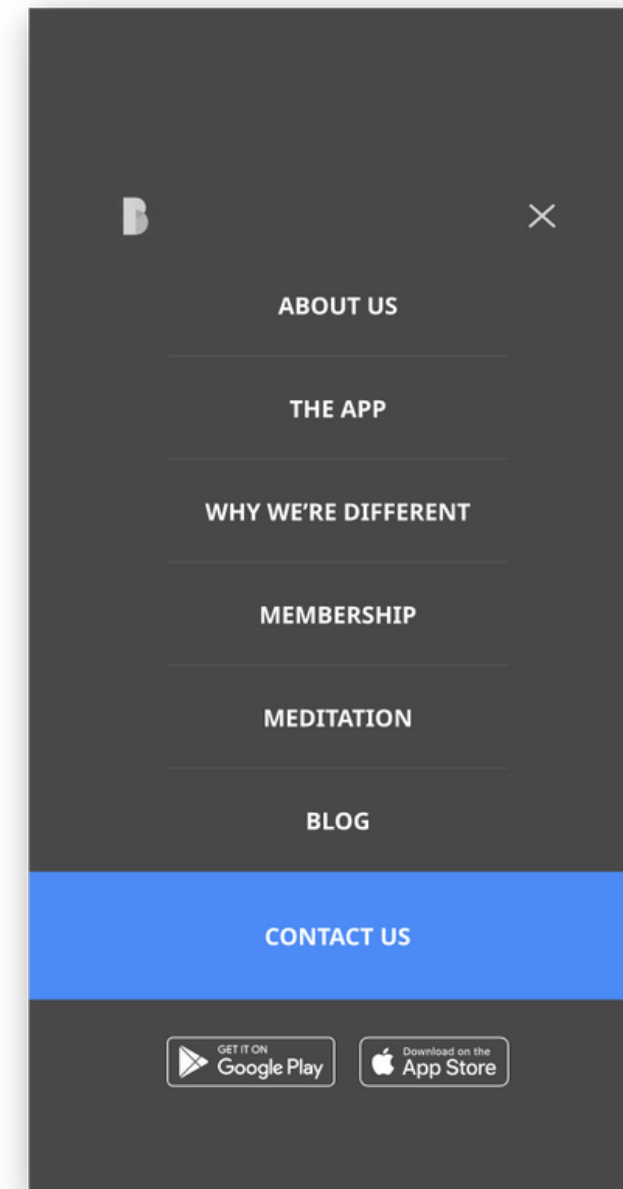 B
ABOUT US
THE APP
WHY WE’RE DIFFERENT
MEMBERSHIP
MEDITATION
BLOG
CONTACT US
GET IT ON
Google Play
Download on the
App Store